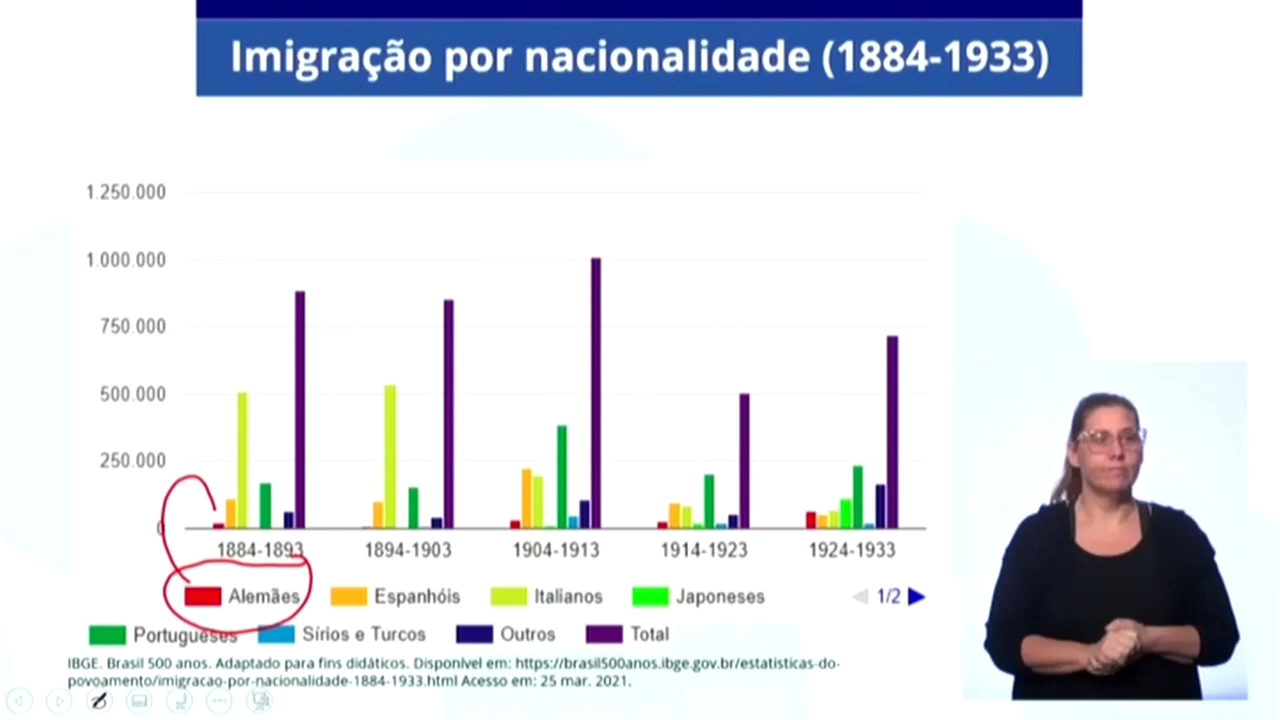 Imigração por nacionalidade (1884-1933)
1.250.000
1.000.000
750.000
500.000
250.000
0
1884-1893 1894-1903 1904-1913 1914-1923 1924-1933
Alemães Espanhóis Italianos Japoneses 1/2
Portugueses Sírios e Turcos Outros Total
IBGE. Brasil 500 anos. Adaptado para fins didáticos. Disponível em: https://brasil500anos.ibge.gov.br/estatisticas-do-
povoamento/imigracao-por-nacionalidade-1884-1933.html Acesso em: 25 mar. 2021.